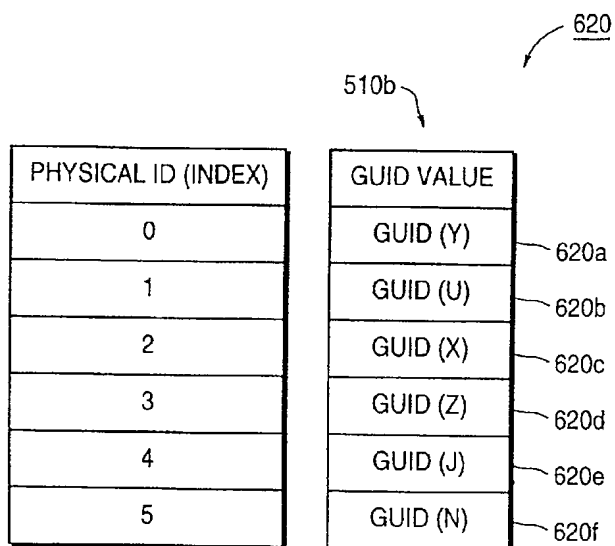 620
510b
PHYSICAL ID (INDEX) GUID VALUE
0 GUID (Y) 620a
1 GUID (U) 620b
2 GUID (X) 620c
3 GUID (Z) 620d
4 GUID (J) 620e
5 GUID (N) 620f